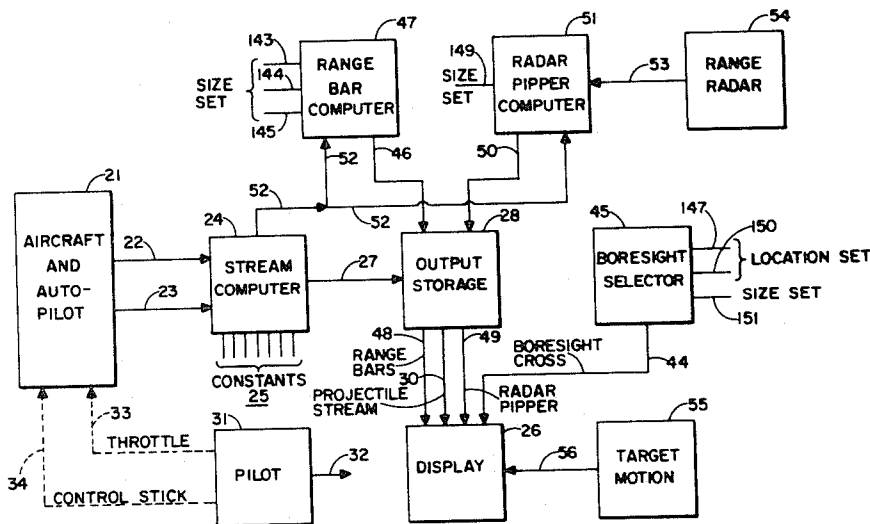 47
51
54
143
144
145
SIZE
SET
RANGE
BAR
COMPUTER
149
SIZE
SET
RADAR
PIPPER
COMPUTER
53
RANGE
RADAR
52
46
50
21
52
52
24
28
45
147
150
AIRCRAFT
AND
AUTO-
PILOT
22
23
STREAM
COMPUTER
27
OUTPUT
STORAGE
BORESIGHT
SELECTOR
LOCATION SET
SIZE SET
151
CONSTANTS
25
48
RANGE
BARS
30
49
BORESIGHT
CROSS
44
PROJECTILE
STREAM
RADAR
PIPPER
31
26
55
33
THROTTLE
34
CONTROL STICK
PILOT
32
DISPLAY
56
TARGET
MOTION